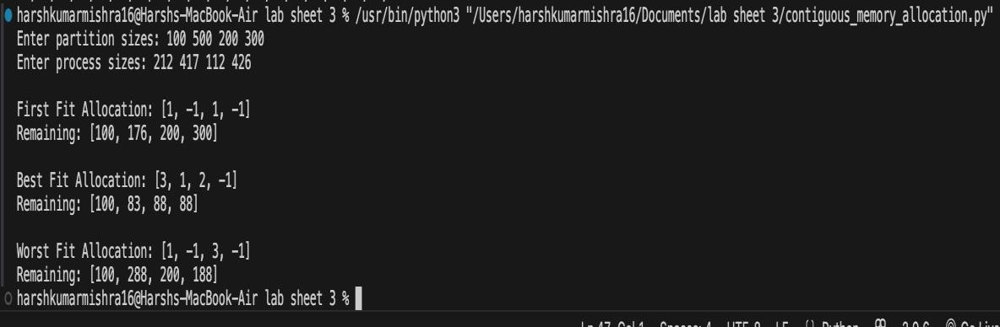 harshkumarmishra16@Harshs-MacBook-Air lab sheet 3 % /usr/bin/python3 "/Users/harshkumarmishra16/Documents/lab sheet 3/contiguous_memory_allocation.py"
Enter partition sizes: 100 500 200 300
Enter process sizes: 212 417 112 426
First Fit Allocation: [1, -1, 1, -1]
Remaining: [100, 176, 200, 300]
Best Fit Allocation: [3, 1, 2, -1]
Remaining: [100, 83, 88, 88]
Worst Fit Allocation: [1, -1, 3, -1]
Remaining: [100, 288, 200, 188]
harshkumarmishra16@Harshs-MacBook-Air lab sheet 3 %